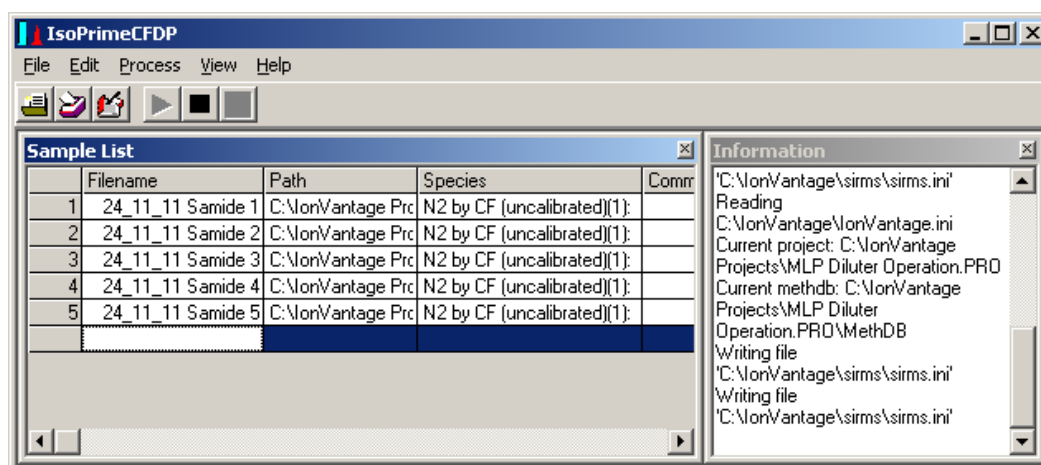 IsoPrimeCFDP
File Edit Process View Help
Sample List
Filename Path Species Comm
1 24_11_11 Samide 1 C:\IonVantage Prc N2 by CF (uncalibrated)(1):
2 24_11_11 Samide 2 C:\IonVantage Prc N2 by CF (uncalibrated)(1):
3 24_11_11 Samide 3 C:\IonVantage Prc N2 by CF (uncalibrated)(1):
4 24_11_11 Samide 4 C:\IonVantage Prc N2 by CF (uncalibrated)(1):
5 24_11_11 Samide 5 C:\IonVantage Prc N2 by CF (uncalibrated)(1):
Information
'C:\IonVantage\sirms\sirms.ini'
Reading
C:\IonVantage\IonVantage.ini
Current project: C:\IonVantage
Projects\MLP Diluter Operation.PRO
Current methdb: C:\IonVantage
Projects\MLP Diluter
Operation.PRO\MethDB
Writing file
'C:\IonVantage\sirms\sirms.ini'
Writing file
'C:\IonVantage\sirms\sirms.ini'